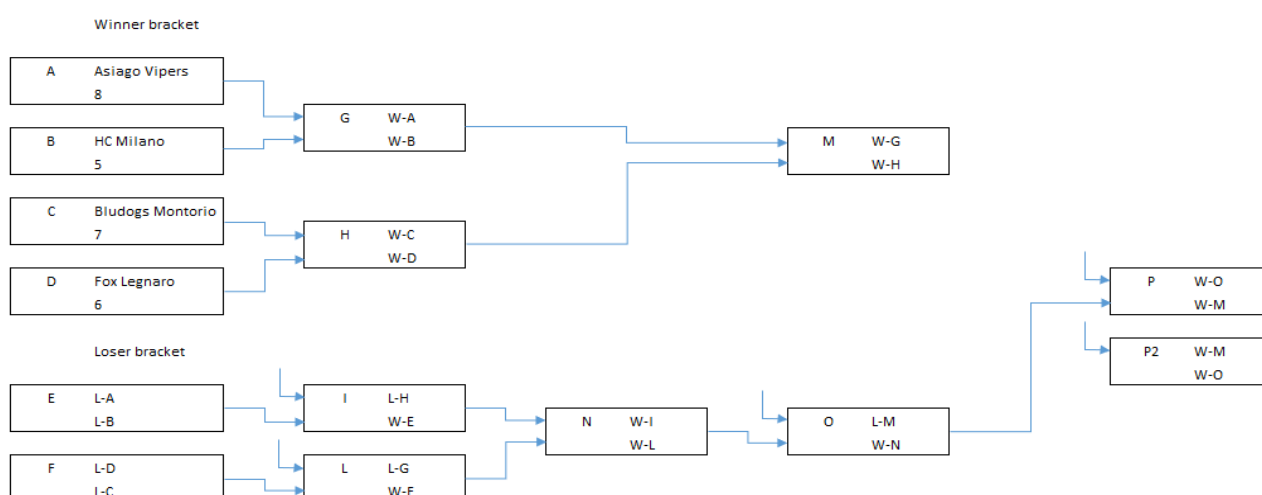 Winner bracket
A Asiago Vipers
8
B HC Milano
5
C Bludogs Montorio
7
D Fox Legnaro
6
G W-A
W-B
H W-C
W-D
M W-G
W-H
P W-O
W-M
P2 W-M
W-O
Loser bracket
E L-A
L-B
F L-D
L-C
I L-H
W-E
L L-G
W-F
N W-I
W-L
O L-M
W-N